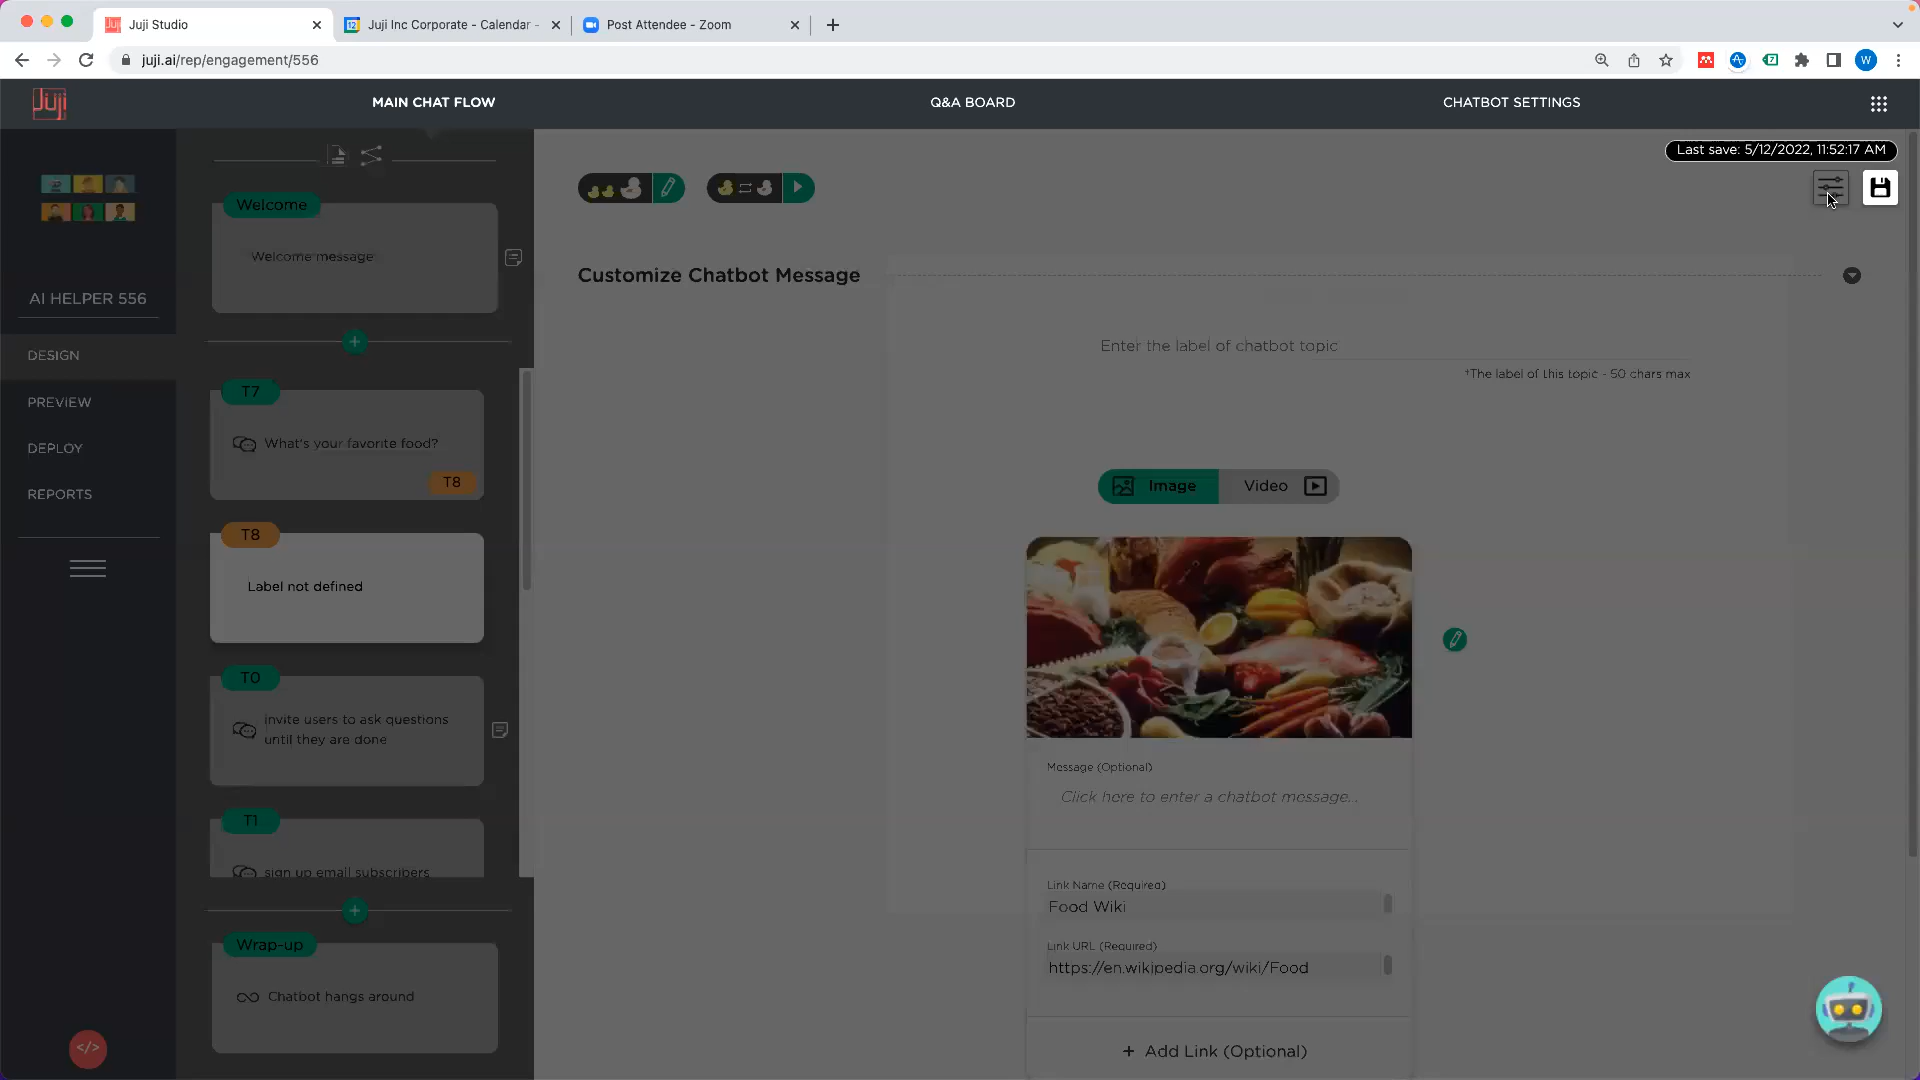 Juji Studio
Juji Inc Corporate - Calendar -
Post Attendee - Zoom
juji.ai/rep/engagement/556
W
Juji
MAIN CHAT FLOW
Q&A BOARD
CHATBOT SETTINGS
Last save: 5/12/2022, 11:52:17 AM
Welcome
Welcome message
Customize Chatbot Message
AI HELPER 556
Enter the label of chatbot topic
*The label of this topic - 50 chars max
DESIGN
PREVIEW
DEPLOY
REPORTS
T7
What's your favorite food?
T8
T8
Label not defined
Image
Video
T0
invite users to ask questions
until they are done
Message (Optional)
Click here to enter a chatbot message...
T1
sign up email subscribers
Link Name (Required)
Food Wiki
Link URL (Required)
https://en.wikipedia.org/wiki/Food
Wrap-up
Chatbot hangs around
+ Add Link (Optional)
</>